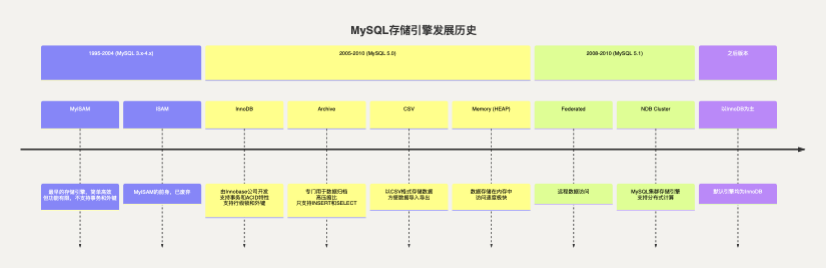 MySQL存储引擎发展历史
1995-2004 (MySQL 3.x-4.x)
2005-2010 (MySQL 5.0)
2008-2010 (MySQL 5.1)
之后版本
MyISAM
ISAM
InnoDB
Archive
CSV
Memory (HEAP)
Federated
NDB Cluster
以InnoDB为主
最早的存储引擎，简单高效
但功能有限，不支持事务和外键
MyISAM的前身，已废弃
由Innobase公司开发
支持事务和ACID特性
支持行级锁和外键
专门用于数据归档
高压缩比
只支持INSERT和SELECT
以CSV格式存储数据
方便数据导入导出
数据存储在内存中
访问速度极快
远程数据访问
MySQL集群存储引擎
支持分布式计算
默认引擎均为InnoDB